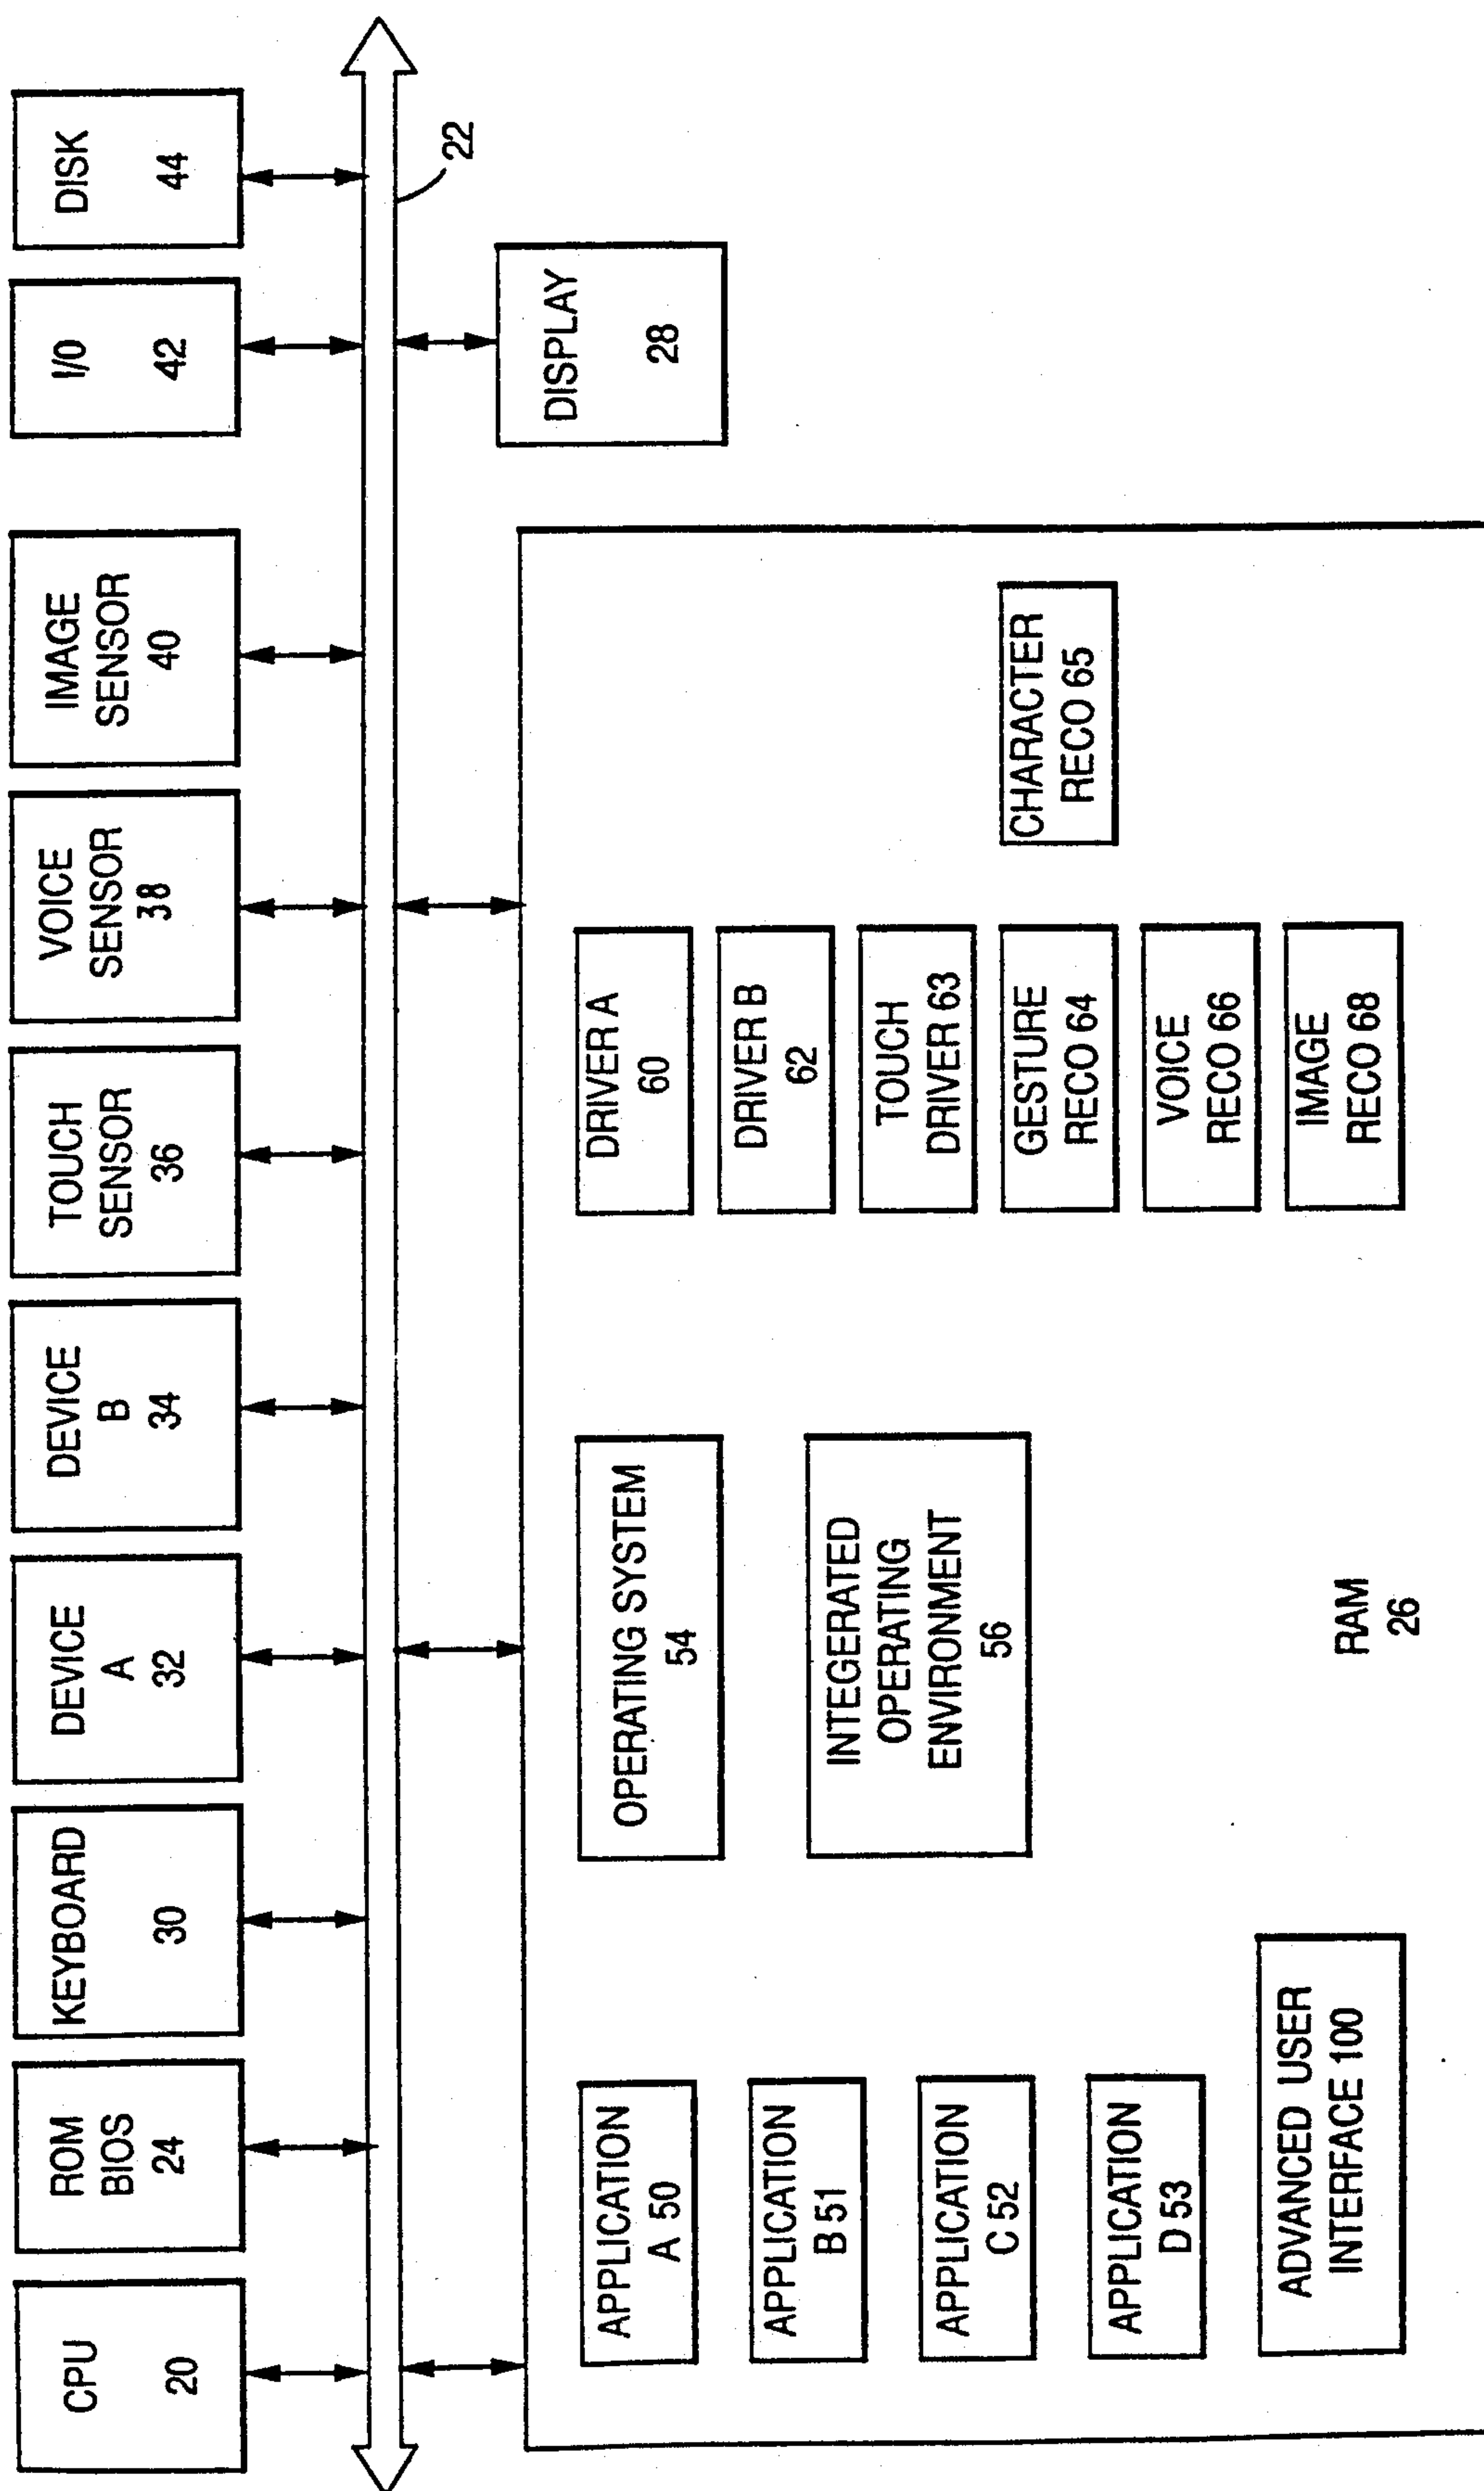 CPU
20
ROM
BIOS
24
KEYBOARD
30
DEVICE
A
32
DEVICE
B
34
TOUCH
SENSOR
36
VOICE
SENSOR
38
IMAGE
SENSOR
40
I/O
42
DISK
44
22
DISPLAY
28
APPLICATION
A 50
APPLICATION
B 51
APPLICATION
C 52
APPLICATION
D 53
ADVANCED USER
INTERFACE 100
OPERATING SYSTEM
54
INTEGERATED
OPERATING
ENVIRONMENT
56
RAM
26
DRIVER A
60
DRIVER B
62
TOUCH
DRIVER 63
GESTURE
RECO 64
VOICE
RECO 66
IMAGE
RECO 68
CHARACTER
RECO 65